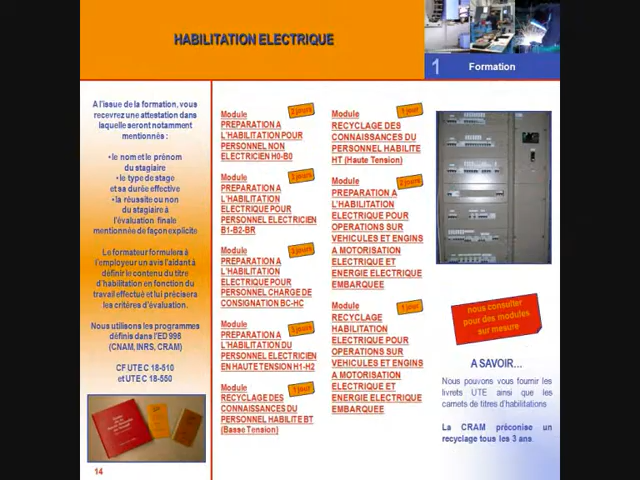 HABILITATION ELECTRIQUE
1 Formation
A l'issue de la formation, vous
recevrez une attestation dans
laquelle seront notamment
mentionnés :
• le nom et le prénom
du stagiaire
• le type de stage
et sa durée effective
• la réussite ou non
du stagiaire à
l'évaluation finale
mentionnée de façon explicite
Le formateur formulera à
l'employeur un avis l'aidant à
définir le contenu du titre
d'habilitation en fonction du
travail effectué et lui précisera
les critères d'évaluation.
Nous utilisons les programmes
définis dans l'ED 998
(CNAM, INRS, CRAM)
CF UTE C 18-510
et UTE C 18-550
14
Module
PREPARATION A
L'HABILITATION POUR
PERSONNEL NON
ELECTRICIEN H0-B0
Module
PREPARATION A
L'HABILITATION
ELECTRIQUE POUR
PERSONNEL ELECTRICIEN
B1-B2-BR
3 jours
Module
PREPARATION A
L'HABILITATION
ELECTRIQUE POUR
PERSONNEL CHARGE DE
CONSIGNATION BC-HC
Module
PREPARATION A
L'HABILITATION DU
PERSONNEL ELECTRICIEN
EN HAUTE TENSION H1-H2
Module
RECYCLAGE DES
CONNAISSANCES DU
PERSONNEL HABILITE BT
(Basse Tension)
1 jour
Module
RECYCLAGE DES
CONNAISSANCES DU
PERSONNEL HABILITE
HT (Haute Tension)
1 jour
Module
PREPARATION A
L'HABILITATION
ELECTRIQUE POUR
OPERATIONS SUR
VEHICULES ET ENGINS
A MOTORISATION
ELECTRIQUE ET
ENERGIE ELECTRIQUE
EMBARQUEE
2 jours
Module
RECYCLAGE
HABILITATION
ELECTRIQUE POUR
OPERATIONS SUR
VEHICULES ET ENGINS
A MOTORISATION
ELECTRIQUE ET
ENERGIE ELECTRIQUE
EMBARQUEE
1 jour
nous consulter
pour des modules
sur mesure
A SAVOIR...
Nous pouvons vous fournir les
livrets UTE ainsi que les
carnets de titres d'habilitations
La CRAM préconise un
recyclage tous les 3 ans